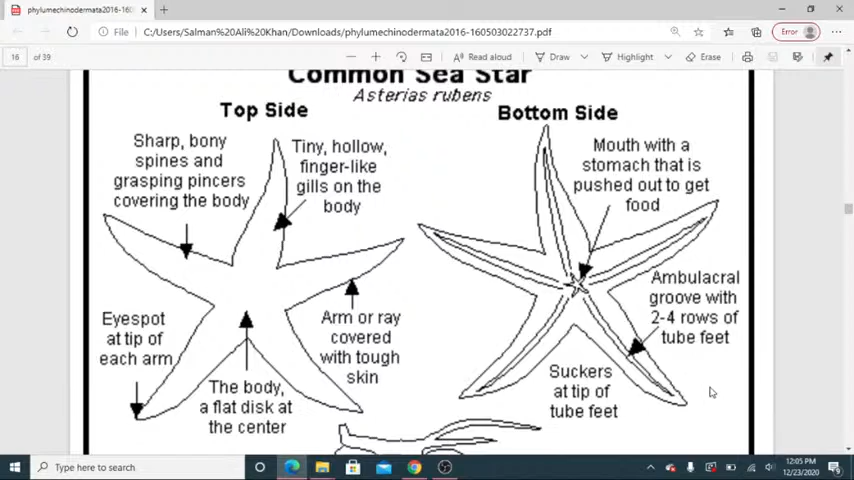 phylumechinodermata2016-160
File
C:/Users/Salman%20Ali%20Khan/Downloads/phylumechinodermata2016-160503022737.pdf
Error
16 of 39
Read aloud
Draw
Highlight
Erase
Common Sea Star
Asterias rubens
Top Side
Bottom Side
Sharp, bony
spines and
grasping pincers
covering the body
Tiny, hollow,
finger-like
gills on the
body
Mouth with a
stomach that is
pushed out to get
food
Eyespot
at tip of
each arm
The body,
a flat disk at
the center
Arm or ray
covered
with tough
skin
Ambulacral
groove with
2-4 rows of
tube feet
Suckers
at tip of
tube feet
Type here to search
12:05 PM
12/23/2020